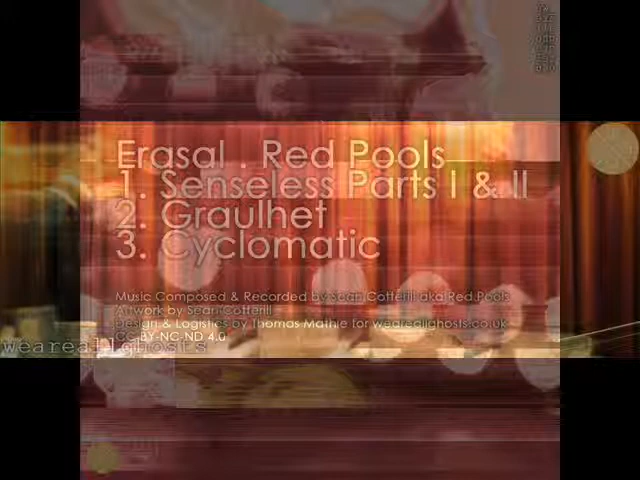 Erasal . Red Pools
1. Senseless Parts I & II
2. Graulhet
3. Cyclomatic
Music Composed & Recorded by Sean Cotterill aka Red Pools
Artwork by Sean Cotterill
Design & Logistics by Thomas Mathie for weareallghosts.co.uk
CC BY-NC-ND 4.0
weareallghosts